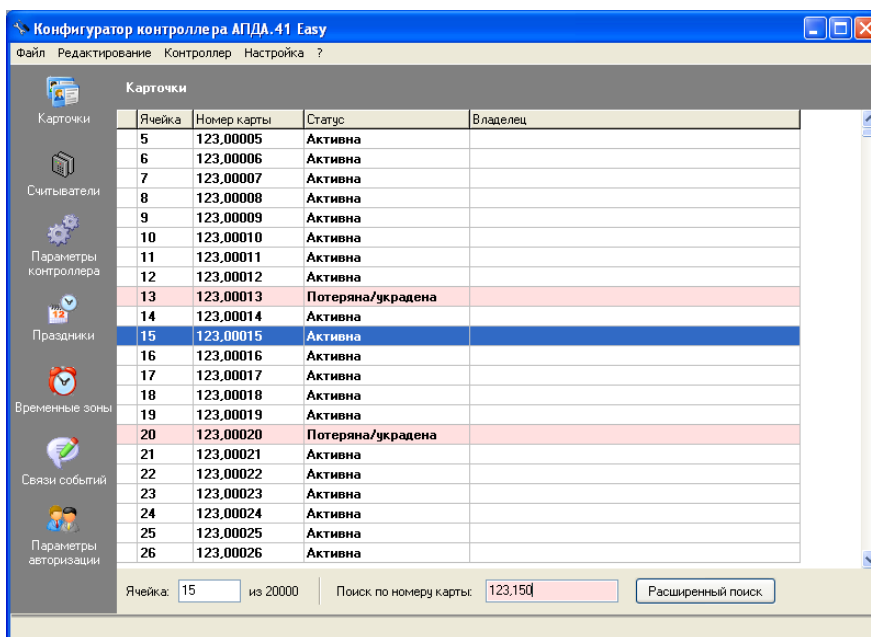 Конфигуратор контроллера АПДА.41 Easy
Файл Редактирование Контроллер Настройка ?
Карточки
Считыватели
Параметры
контроллера
12
Праздники
Временные зоны
Связи событий
Параметры
авторизации
Карточки
Ячейка Номер карты Статус Владелец
5 123,00005 Активна
6 123,00006 Активна
7 123,00007 Активна
8 123,00008 Активна
9 123,00009 Активна
10 123,00010 Активна
11 123,00011 Активна
12 123,00012 Активна
13 123,00013 Потеряна/украдена
14 123,00014 Активна
15 123,00015 Активна
16 123,00016 Активна
17 123,00017 Активна
18 123,00018 Активна
19 123,00019 Активна
20 123,00020 Потеряна/украдена
21 123,00021 Активна
22 123,00022 Активна
23 123,00023 Активна
24 123,00024 Активна
25 123,00025 Активна
26 123,00026 Активна
Ячейка: 15 из 20000 Поиск по номеру карты: 123,150 Расширенный поиск